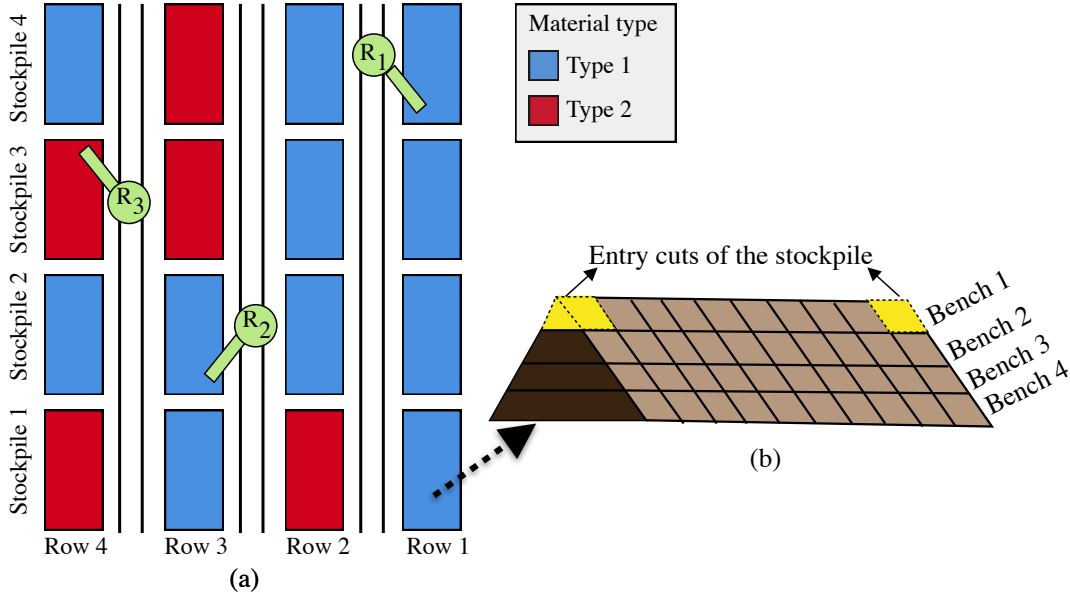 Stockpile 4
Stockpile 3
Stockpile 2
Stockpile 1
R1
R3
R2
Row 4
Row 3
Row 2
Row 1
(a)
Material type
Type 1
Type 2
Entry cuts of the stockpile
Bench 1
Bench 2
Bench 3
Bench 4
(b)